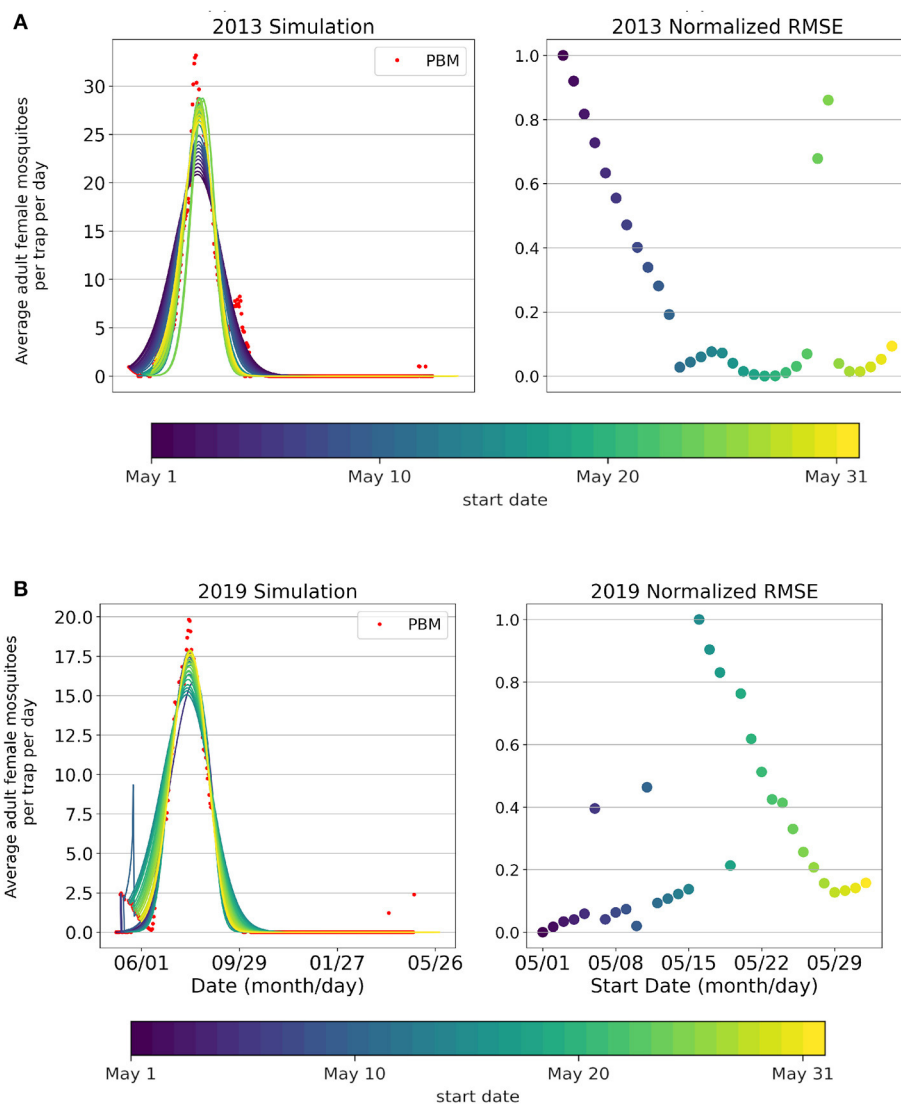 A
2013 Simulation
2013 Normalized RMSE
Average adult female mosquitoes
per trap per day
30
25
20
15
10
5
0
PBM
1.0
0.8
0.6
0.4
0.2
0.0
May 1
May 10
May 20
May 31
start date
B
2019 Simulation
2019 Normalized RMSE
Average adult female mosquitoes
per trap per day
20.0
17.5
15.0
12.5
10.0
7.5
5.0
2.5
0.0
PBM
06/01
09/29
01/27
05/26
Date (month/day)
1.0
0.8
0.6
0.4
0.2
0.0
05/01
05/08
05/15
05/22
05/29
Start Date (month/day)
May 1
May 10
May 20
May 31
start date